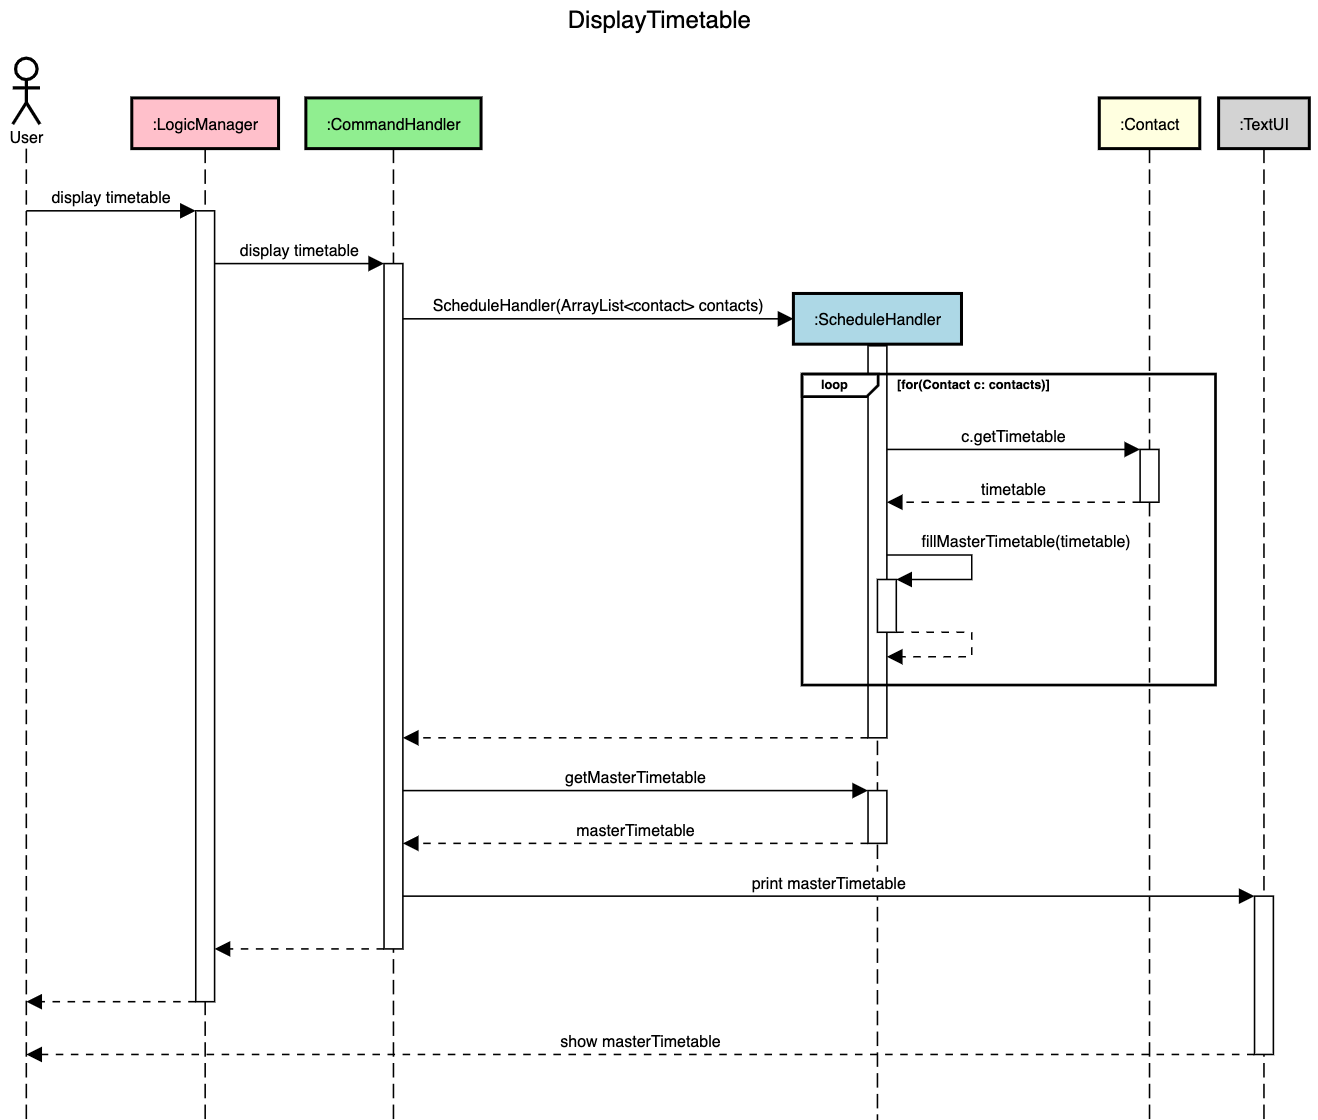 DisplayTimetable
User
:LogicManager
:CommandHandler
:Contact
:TextUI
display timetable
display timetable
ScheduleHandler(ArrayList<contact> contacts)
:ScheduleHandler
loop
[for(Contact c: contacts)]
c.getTimetable
timetable
fillMasterTimetable(timetable)
getMasterTimetable
masterTimetable
print masterTimetable
show masterTimetable